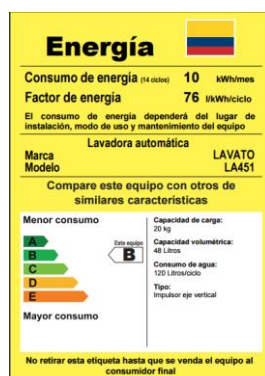 Energía
Consumo de energía (14 ciclos) 10 kWh/mes
Factor de energía 76 l/kWh/ciclo
El consumo de energía dependerá del lugar de
instalación, modo de uso y mantenimiento del equipo
Lavadora automática
Marca LAVATO
Modelo LA451
Compare este equipo con otros de
similares características
Menor consumo
A
B
C
D
E
Mayor consumo
Este equipo
B
Capacidad de carga:
20 kg
Capacidad volumétrica:
48 Litros
Consumo de agua:
120 Litros/ciclo
Tipo:
Impulsor eje vertical
No retirar esta etiqueta hasta que se venda el equipo al
consumidor final